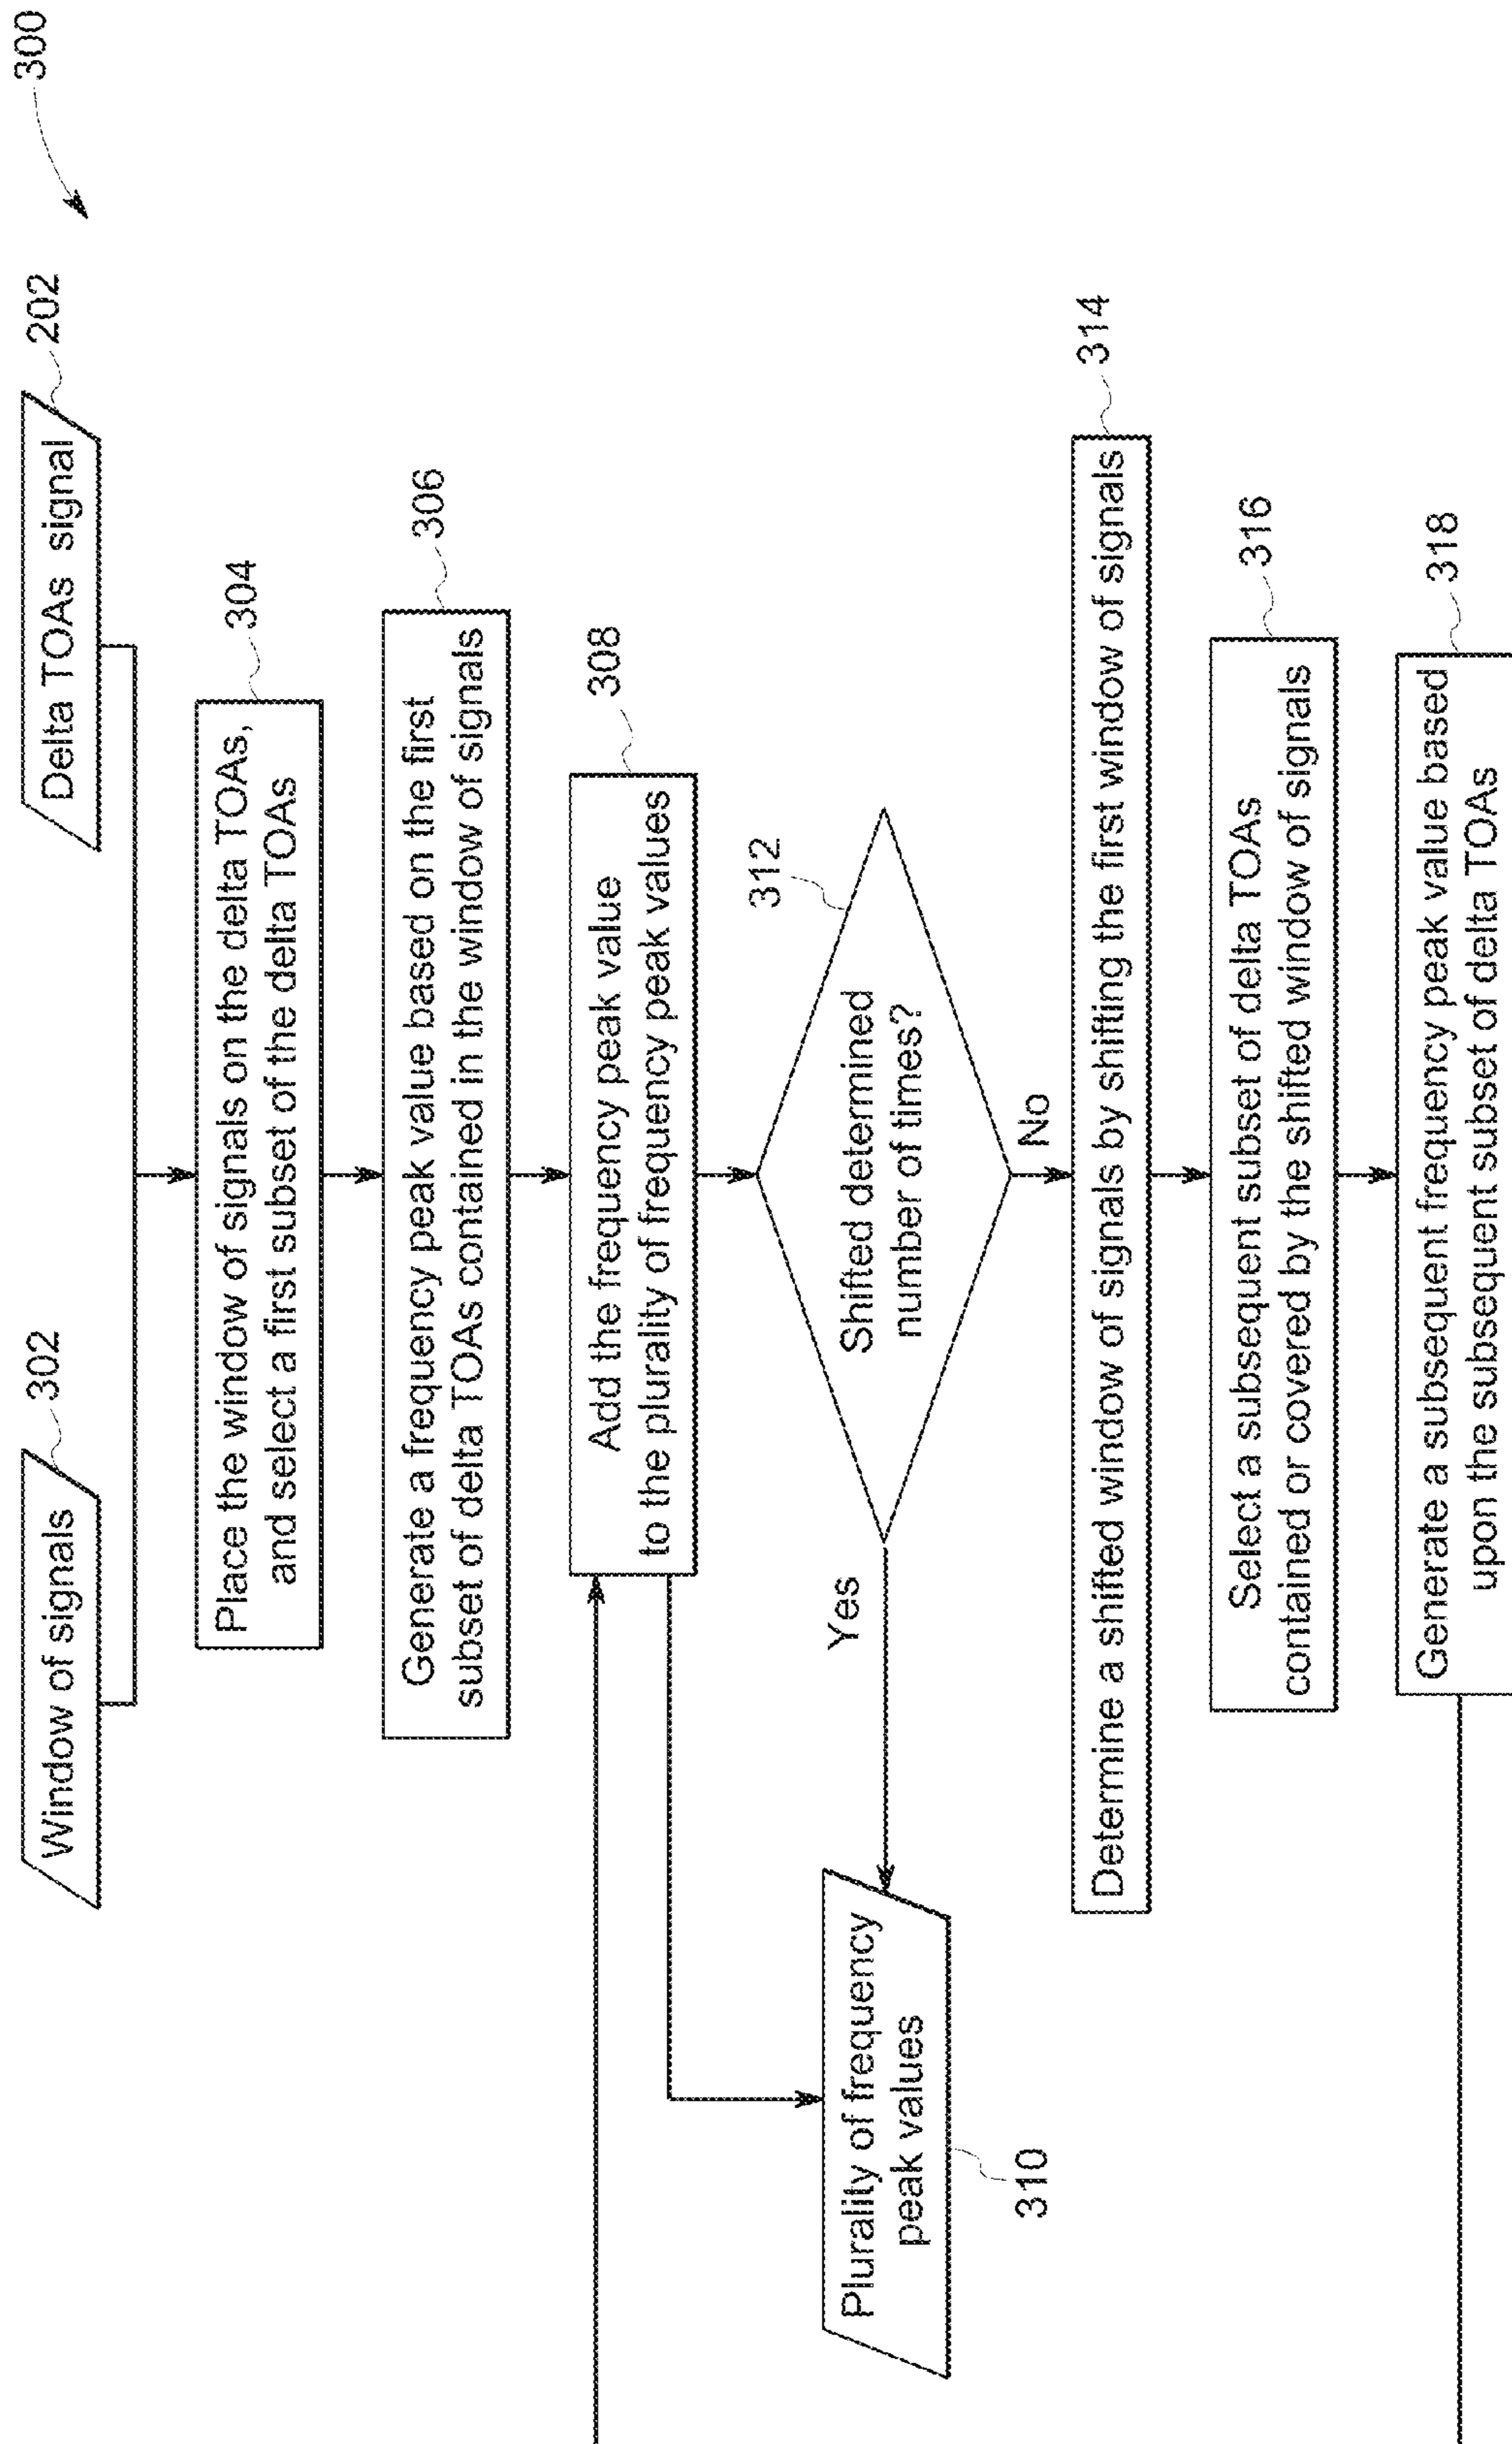 300
Window of signals
302
Delta TOAs signal
202
Place the window of signals on the delta TOAs,
and select a first subset of the delta TOAs
304
Generate a frequency peak value based on the first
subset of delta TOAs contained in the window of signals
306
Add the frequency peak value
to the plurality of frequency peak values
308
Shifted determined
number of times?
312
Yes
No
Plurality of frequency
peak values
310
Determine a shifted window of signals by shifting the first window of signals
314
Select a subsequent subset of delta TOAs
contained or covered by the shifted window of signals
316
Generate a subsequent frequency peak value based
upon the subsequent subset of delta TOAs
318